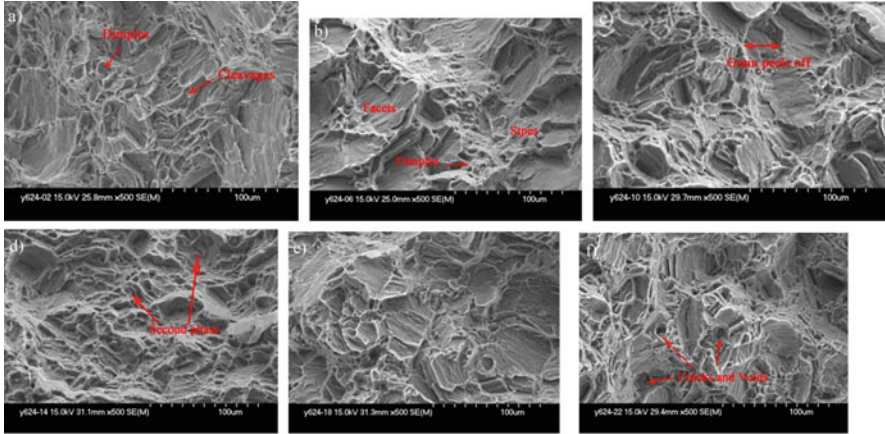 a)
Dimples
Cleavages
y624-02 15.0kV 25.8mm x500 SE(M)
100um
b)
Facets
Stpes
Dimples
y624-06 15.0kV 25.0mm x500 SE(M)
100um
c)
Grain peels off
y624-10 15.0kV 29.7mm x500 SE(M)
100um
d)
Second phase
y624-14 15.0kV 31.1mm x500 SE(M)
100um
e)
y624-18 15.0kV 31.3mm x500 SE(M)
100um
f)
Cracks and Voids
y624-22 15.0kV 29.4mm x500 SE(M)
100um